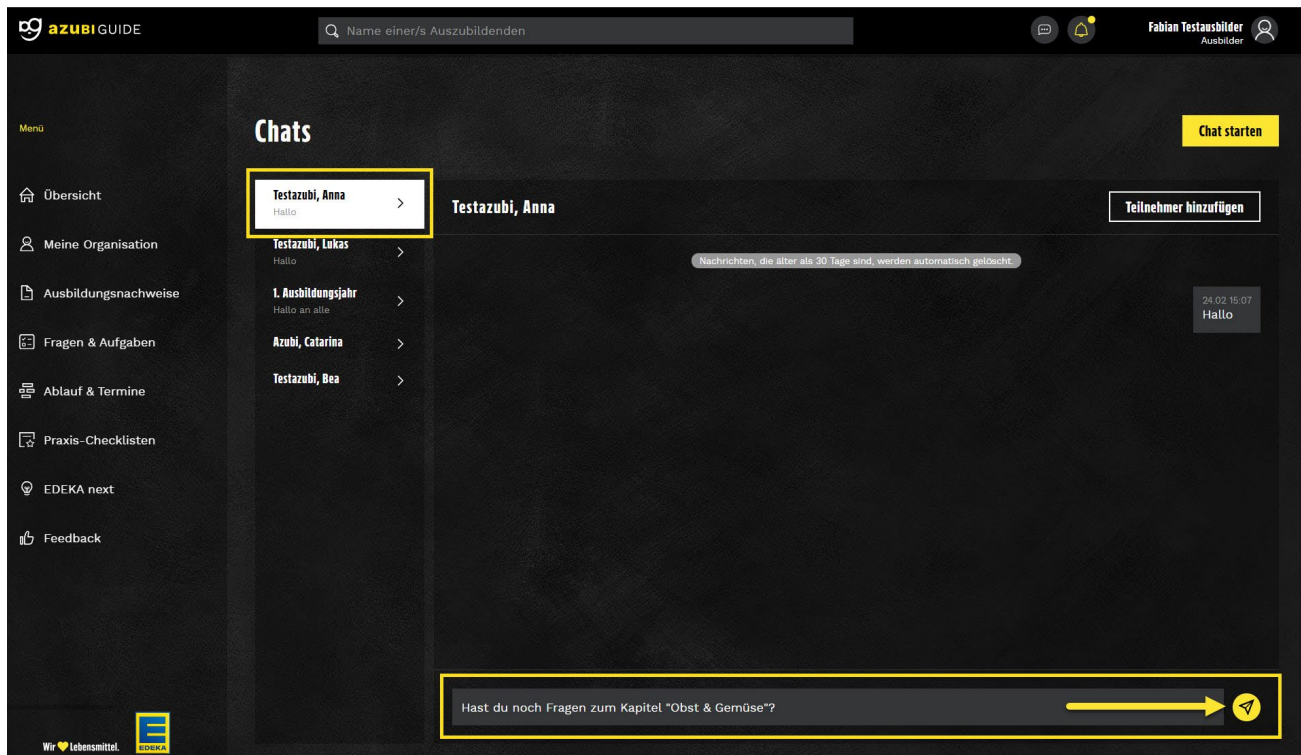 azubiGUIDE
Name einer/s Auszubildenden
Fabian Testausbilder
Ausbilder
Menü
Übersicht
Meine Organisation
Ausbildungsnachweise
Fragen & Aufgaben
Ablauf & Termine
Praxis-Checklisten
EDEKA next
Feedback
Wir Lebensmittel.
EDEKA
Chats
Chat starten
Testazubi, Anna
Hallo
Testazubi, Lukas
Hallo
1. Ausbildungsjahr
Hallo an alle
Azubi, Catarina
Testazubi, Bea
Testazubi, Anna
Teilnehmer hinzufügen
Nachrichten, die älter als 30 Tage sind, werden automatisch gelöscht.
24.02 15:07
Hallo
Hast du noch Fragen zum Kapitel "Obst & Gemüse"?